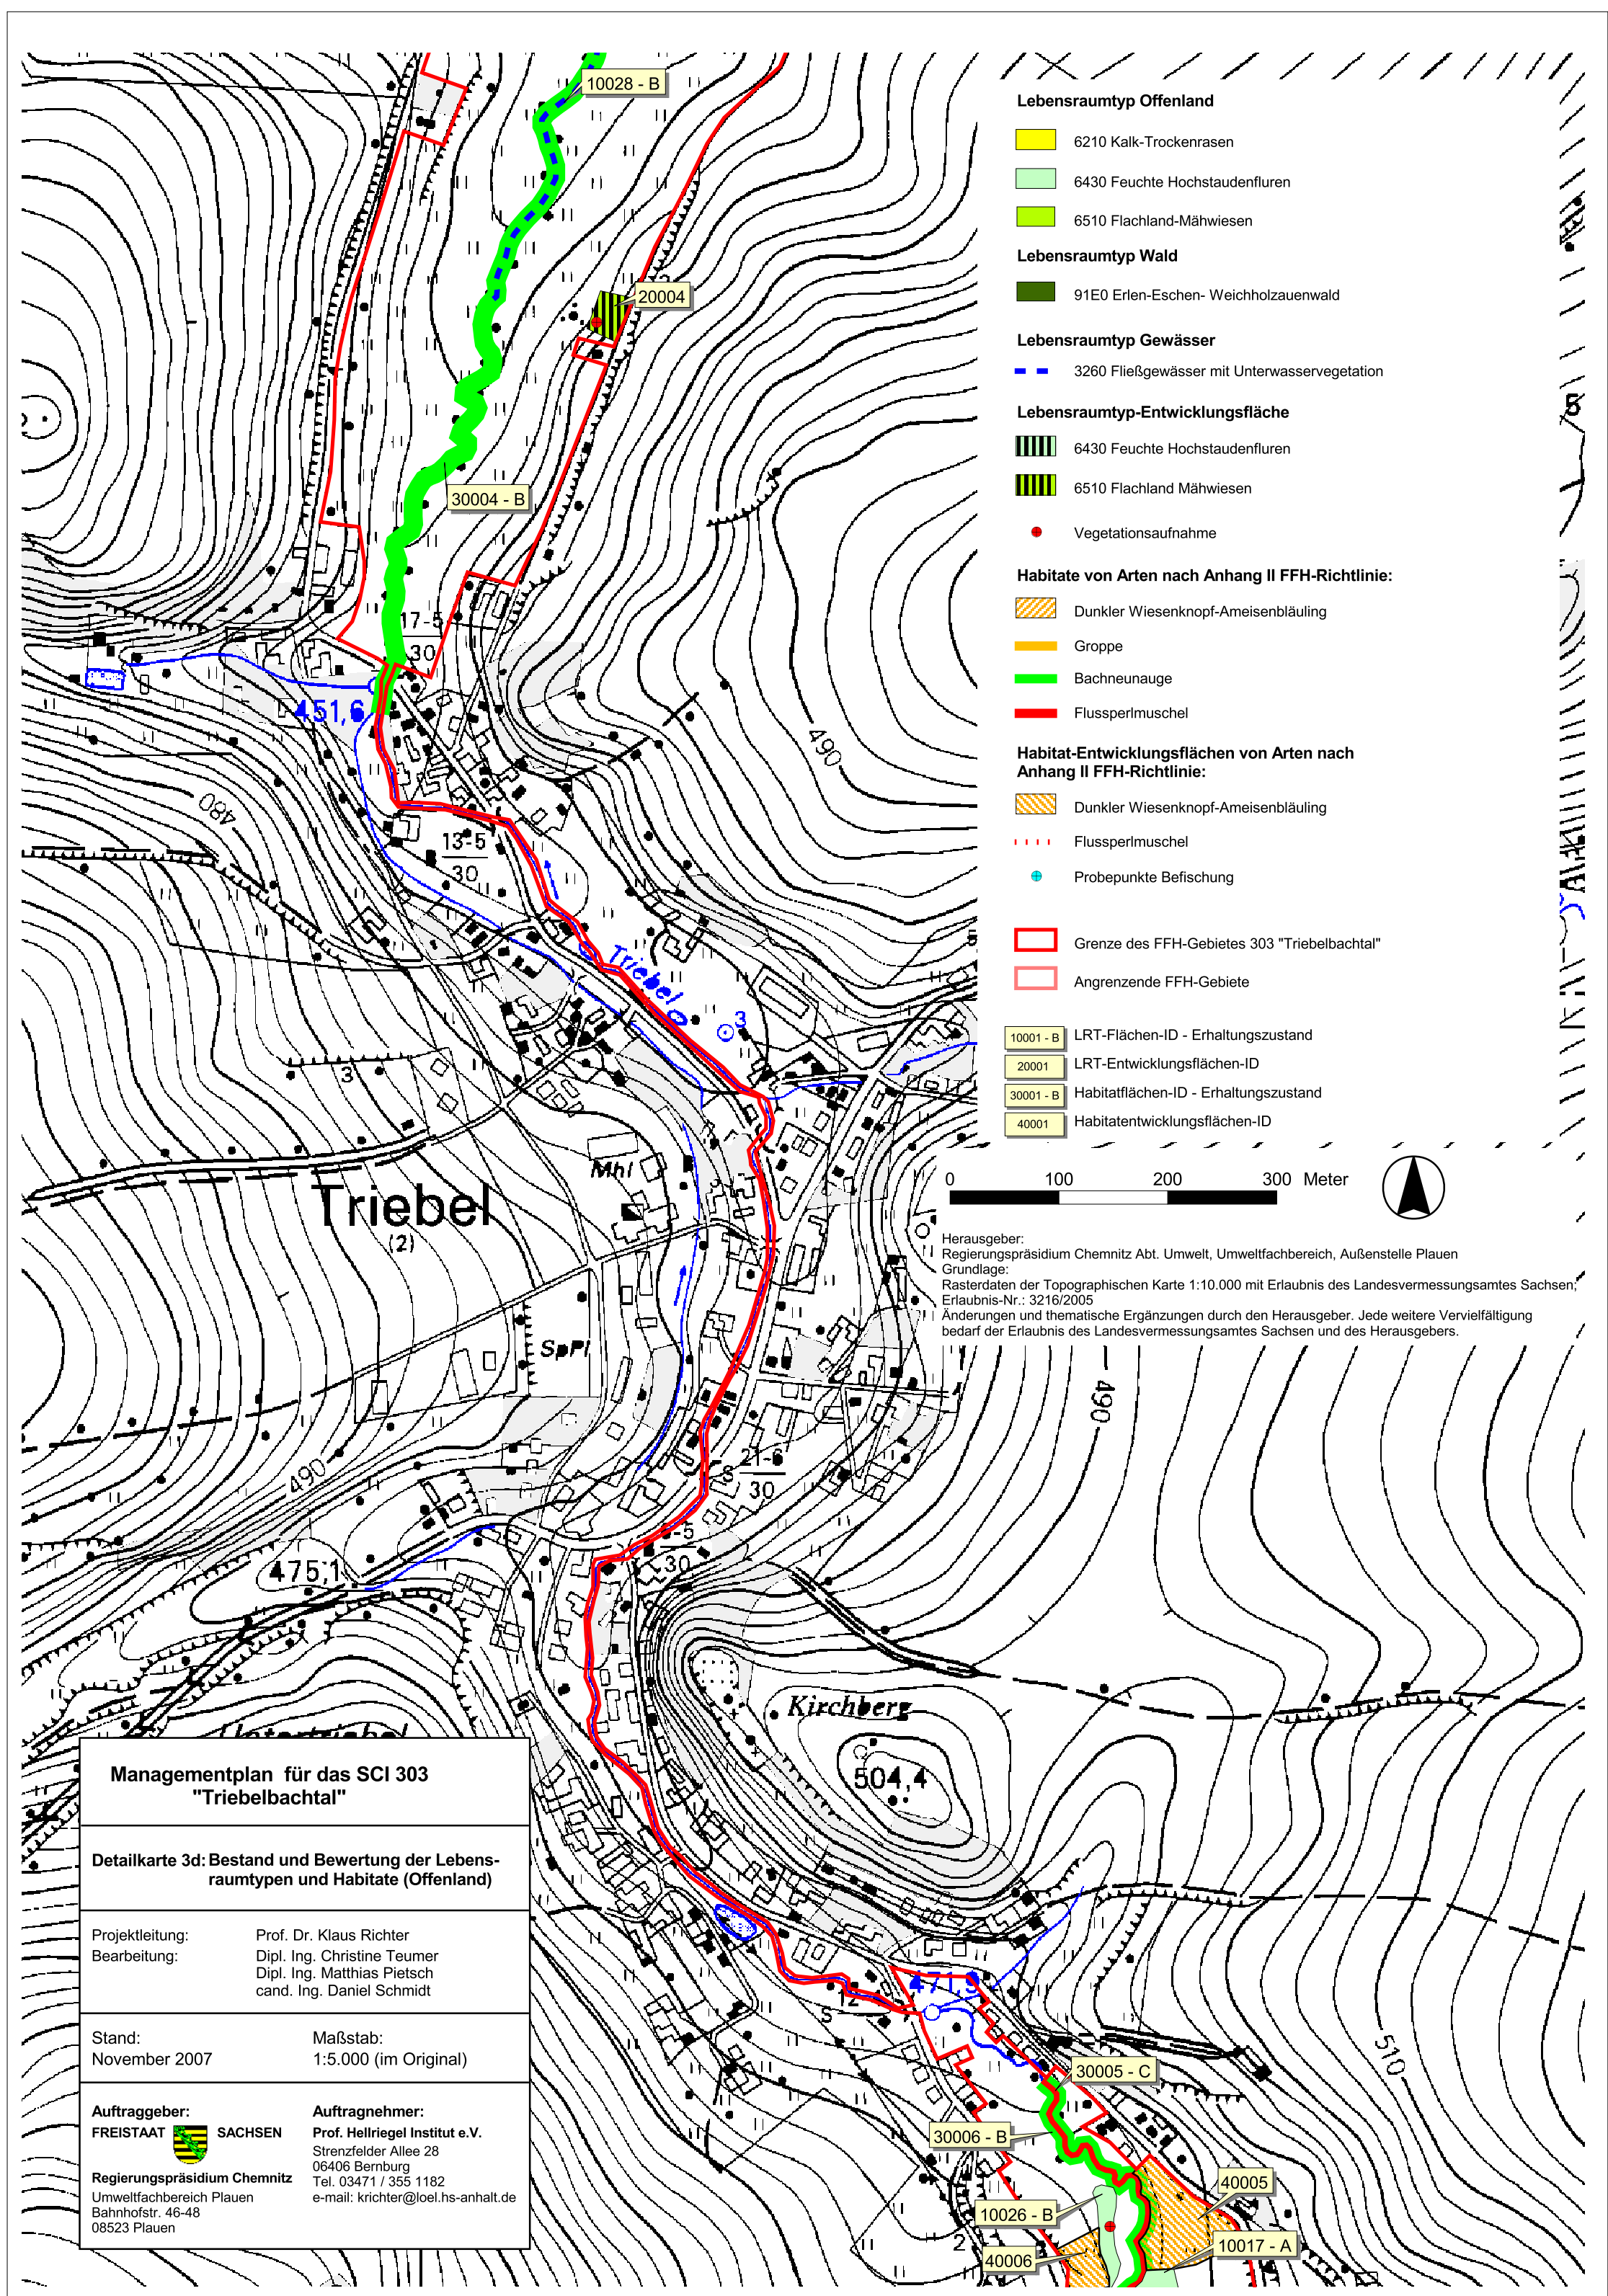 10028 - B
20004
30004 - B
17-5
30
451,6
490
480
13-5
30
Triebel
3
3
Mhl
Triebel
(2)
SpPl
490
S 21-6
30
-5
30
490
475,1
Kirchberg
504,4
Untertriebel
471,9
12
S
510
30005 - C
30006 - B
40005
10026 - B
2
10017 - A
40006
5
Lebensraumtyp Offenland
6210 Kalk-Trockenrasen
6430 Feuchte Hochstaudenfluren
6510 Flachland-Mähwiesen
Lebensraumtyp Wald
91E0 Erlen-Eschen- Weichholzauenwald
Lebensraumtyp Gewässer
3260 Fließgewässer mit Unterwasservegetation
Lebensraumtyp-Entwicklungsfläche
6430 Feuchte Hochstaudenfluren
6510 Flachland Mähwiesen
Vegetationsaufnahme
Habitate von Arten nach Anhang II FFH-Richtlinie:
Dunkler Wiesenknopf-Ameisenbläuling
Groppe
Bachneunauge
Flussperlmuschel
Habitat-Entwicklungsflächen von Arten nach
Anhang II FFH-Richtlinie:
Dunkler Wiesenknopf-Ameisenbläuling
Flussperlmuschel
Probepunkte Befischung
Grenze des FFH-Gebietes 303 "Triebelbachtal"
Angrenzende FFH-Gebiete
10001 - B LRT-Flächen-ID - Erhaltungszustand
20001 LRT-Entwicklungsflächen-ID
30001 - B Habitatflächen-ID - Erhaltungszustand
40001 Habitatentwicklungsflächen-ID
0 100 200 300 Meter
Herausgeber:
Regierungspräsidium Chemnitz Abt. Umwelt, Umweltfachbereich, Außenstelle Plauen
Grundlage:
Rasterdaten der Topographischen Karte 1:10.000 mit Erlaubnis des Landesvermessungsamtes Sachsen;
Erlaubnis-Nr.: 3216/2005
Änderungen und thematische Ergänzungen durch den Herausgeber. Jede weitere Vervielfältigung
bedarf der Erlaubnis des Landesvermessungsamtes Sachsen und des Herausgebers.
Managementplan für das SCI 303
"Triebelbachtal"
Detailkarte 3d: Bestand und Bewertung der Lebens-
raumtypen und Habitate (Offenland)
Projektleitung: Prof. Dr. Klaus Richter
Bearbeitung: Dipl. Ing. Christine Teumer
Dipl. Ing. Matthias Pietsch
cand. Ing. Daniel Schmidt
Stand: Maßstab:
November 2007 1:5.000 (im Original)
Auftraggeber:
FREISTAAT SACHSEN
Regierungspräsidium Chemnitz
Umweltfachbereich Plauen
Bahnhofstr. 46-48
08523 Plauen
Auftragnehmer:
Prof. Hellriegel Institut e.V.
Strenzfelder Allee 28
06406 Bernburg
Tel. 03471 / 355 1182
e-mail: krichter@loel.hs-anhalt.de